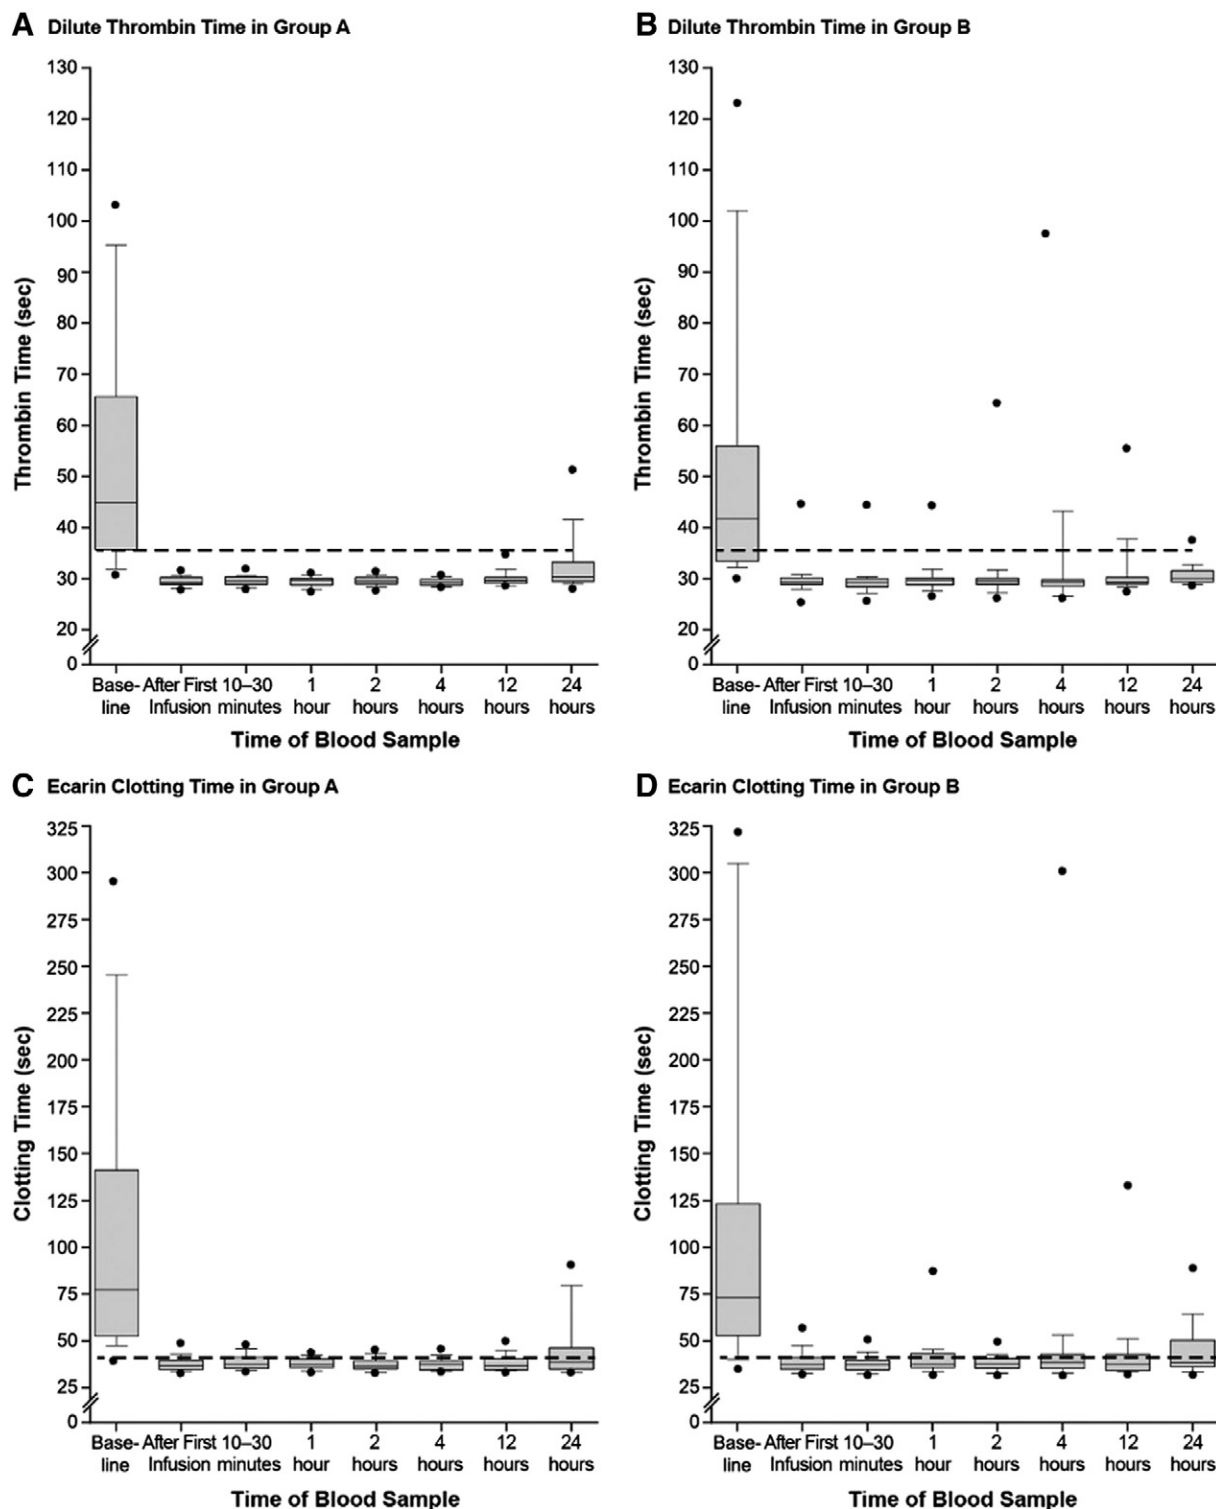 A Dilute Thrombin Time in Group A
130
120
110
100
90
80
70
60
50
40
30
20
0
Thrombin Time (sec)
Base-
line
After First
Infusion
10–30
minutes
1
hour
2
hours
4
hours
12
hours
24
hours
Time of Blood Sample
B Dilute Thrombin Time in Group B
130
120
110
100
90
80
70
60
50
40
30
20
0
Thrombin Time (sec)
Base-
line
After First
Infusion
10–30
minutes
1
hour
2
hours
4
hours
12
hours
24
hours
Time of Blood Sample
C Ecarin Clotting Time in Group A
325
300
275
250
225
200
175
150
125
100
75
50
25
0
Clotting Time (sec)
Base-
line
After First
Infusion
10–30
minutes
1
hour
2
hours
4
hours
12
hours
24
hours
Time of Blood Sample
D Ecarin Clotting Time in Group B
325
300
275
250
225
200
175
150
125
100
75
50
25
0
Clotting Time (sec)
Base-
line
After First
Infusion
10–30
minutes
1
hour
2
hours
4
hours
12
hours
24
hours
Time of Blood Sample